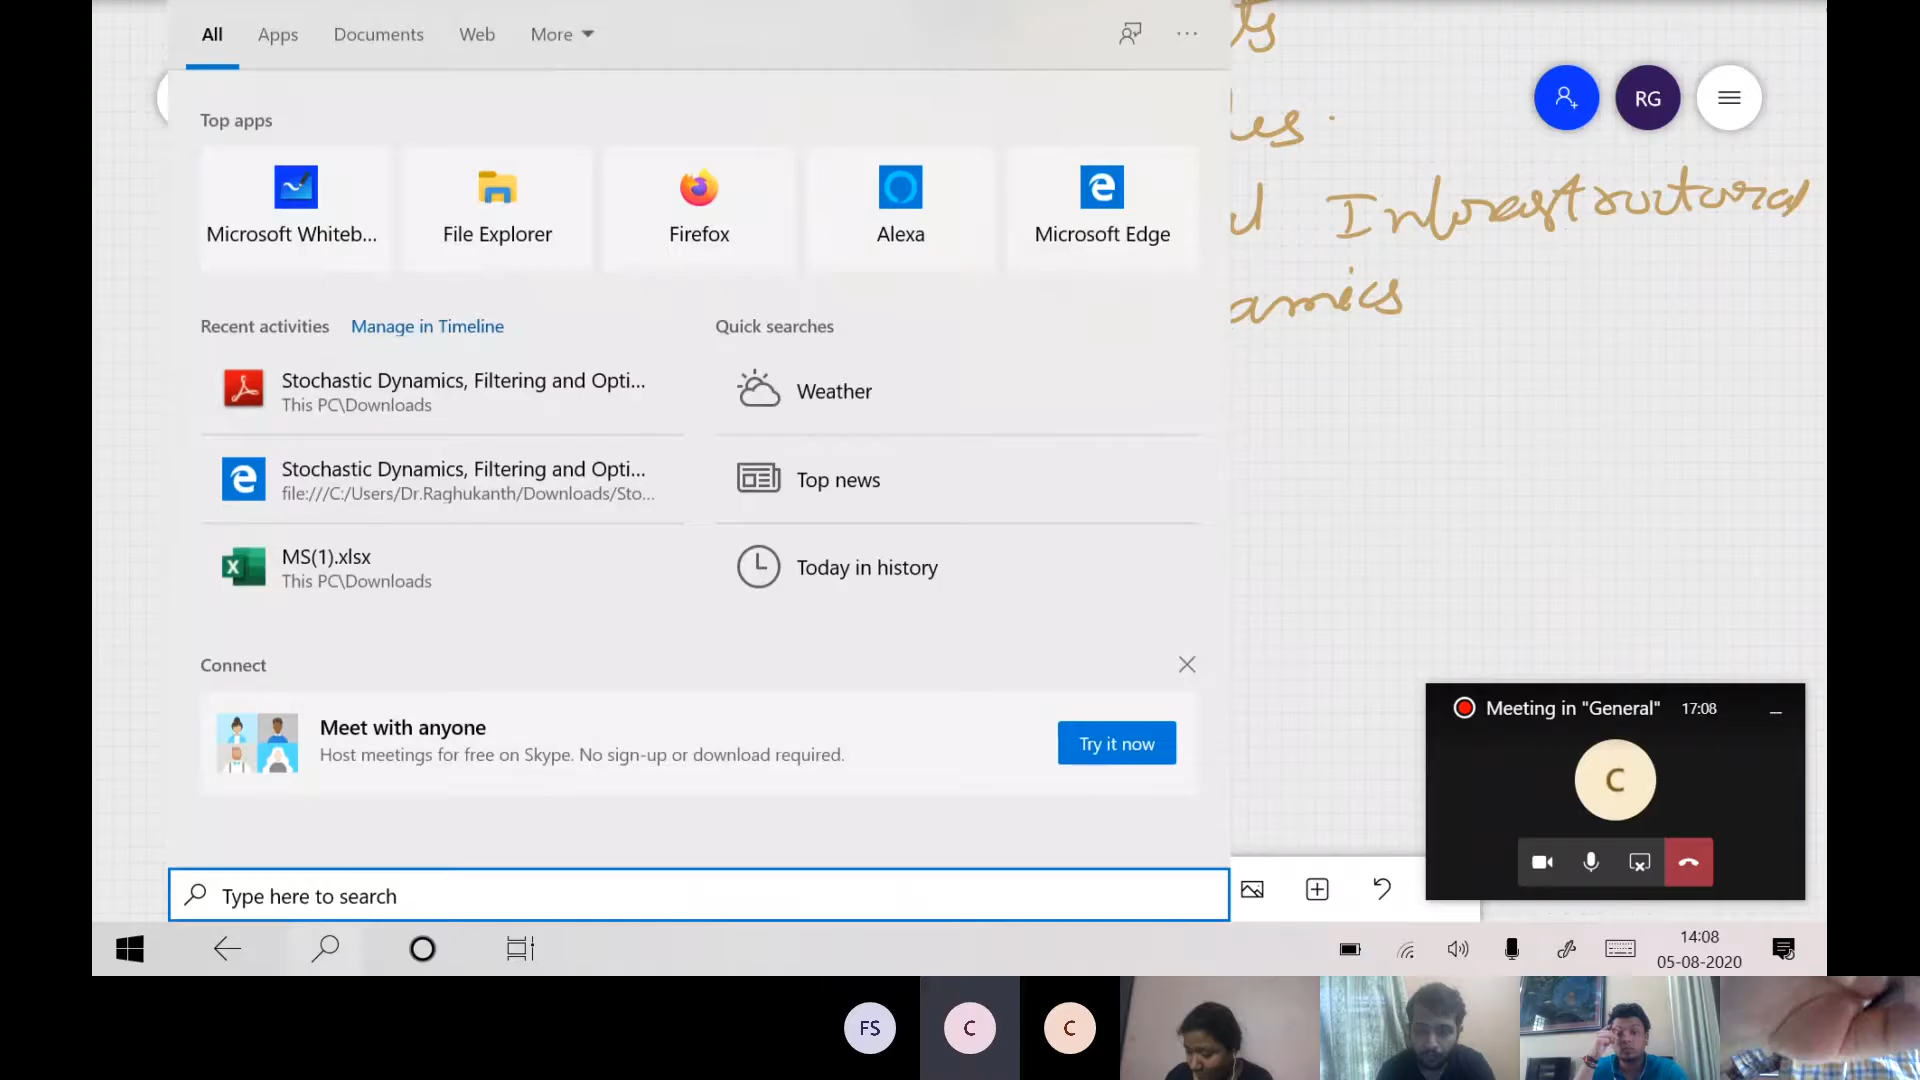 All Apps Documents Web More
Top apps
Microsoft Whiteb... File Explorer Firefox Alexa Microsoft Edge
Recent activities Manage in Timeline
Stochastic Dynamics, Filtering and Opti...
This PC\Downloads
Stochastic Dynamics, Filtering and Opti...
file:///C:/Users/Dr.Raghukanth/Downloads/Sto...
MS(1).xlsx
This PC\Downloads
Quick searches
Weather
Top news
Today in history
Connect
Meet with anyone
Host meetings for free on Skype. No sign-up or download required.
Try it now
Type here to search
RG
Meeting in "General" 17:08
C
14:08
05-08-2020
FS C C